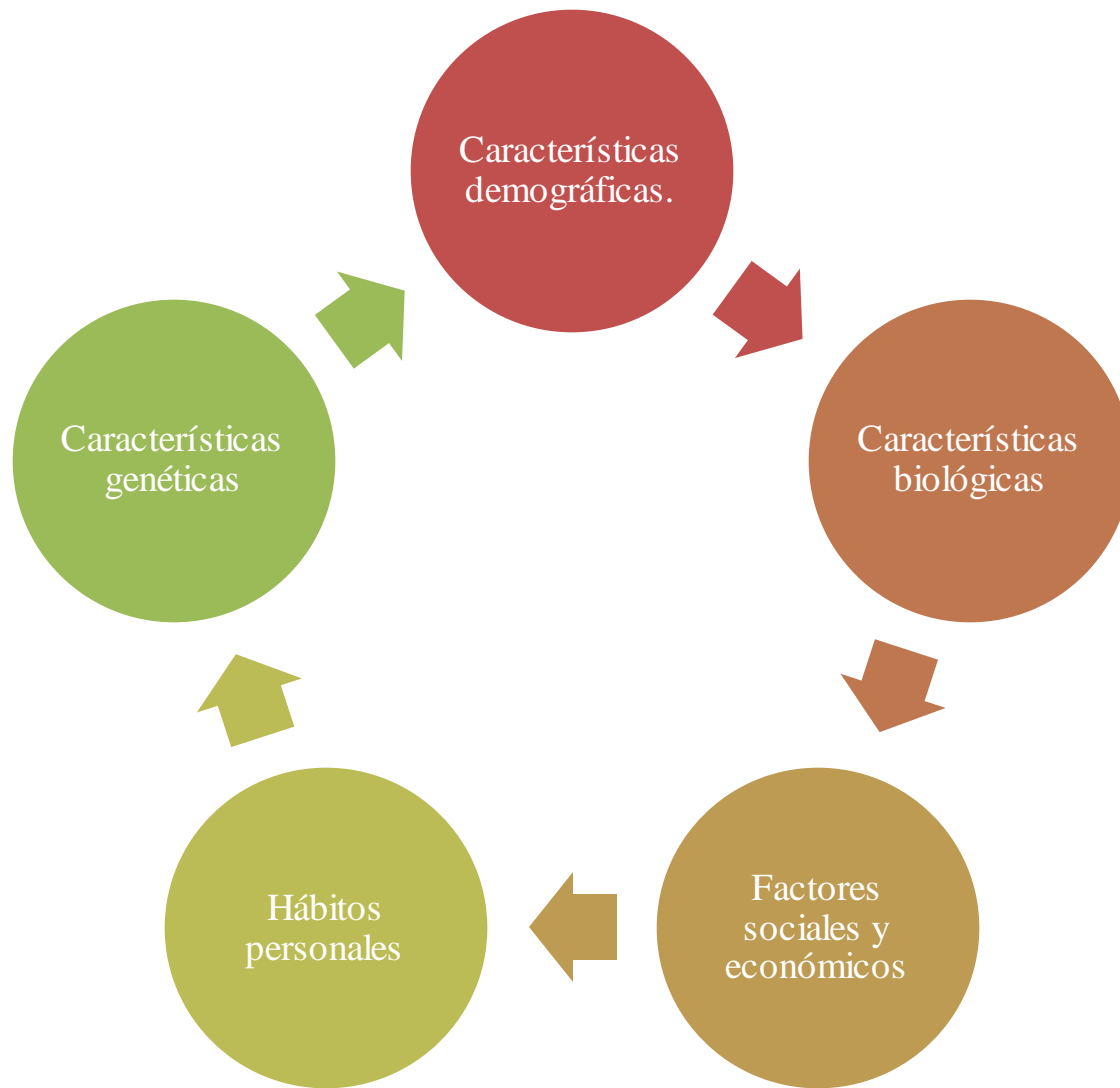 Características
demográficas.
Características
biológicas
Factores
sociales y
económicos
Hábitos
personales
Características
genéticas